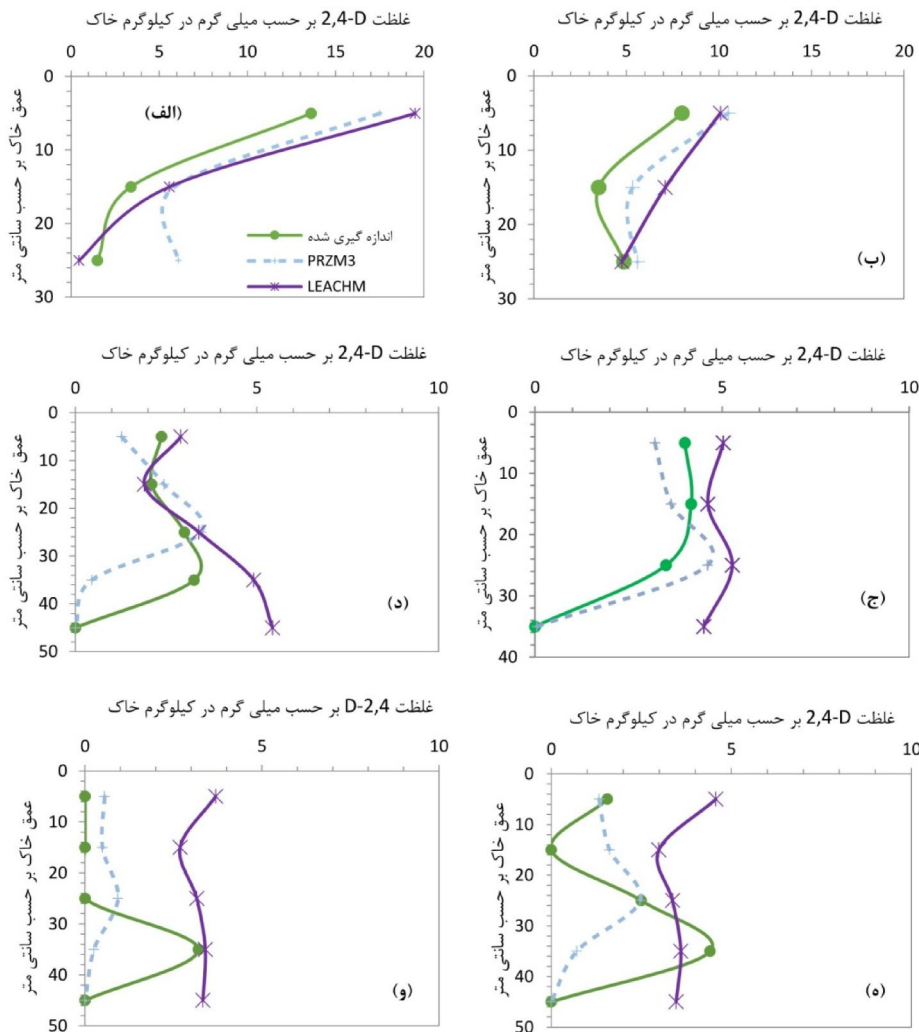 غلظت 2,4-D بر حسب میلی گرم در کیلوگرم خاک
0 5 10 15 20
0
10
20
30
عمق خاک بر حسب سانتی متر
(الف)
اندازه گیری شده
PRZM3
LEACHM
غلظت 2,4-D بر حسب میلی گرم در کیلوگرم خاک
0 5 10 15 20
0
10
20
30
عمق خاک بر حسب سانتی متر
(ب)
غلظت 2,4-D بر حسب میلی گرم در کیلوگرم خاک
0 5 10
0
10
20
30
40
50
عمق خاک بر حسب سانتی متر
(د)
غلظت 2,4-D بر حسب میلی گرم در کیلوگرم خاک
0 5 10
0
10
20
30
40
عمق خاک بر حسب سانتی متر
(ج)
غلظت D-2,4 بر حسب میلی گرم در کیلوگرم خاک
0 5 10
0
10
20
30
40
50
عمق خاک بر حسب سانتی متر
(و)
غلظت 2,4-D بر حسب میلی گرم در کیلوگرم خاک
0 5 10
0
10
20
30
40
50
عمق خاک بر حسب سانتی متر
(ه)